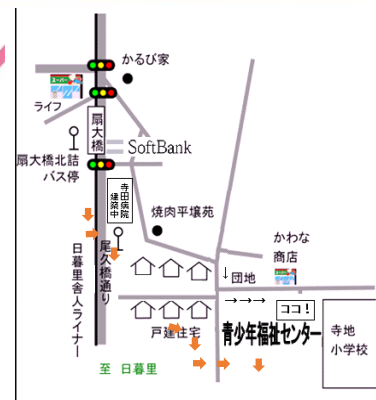 かるび家
スーパー
ライフ
扇大橋
SoftBank
扇大橋北詰
バス停
寺田病院
建築中
焼肉平壌苑
かわな
商店
↓団地
尾久橋通り
日暮里舎人ライナー
→→→
ココ！
戸建住宅
青少年福祉センター
寺地
小学校
至 日暮里